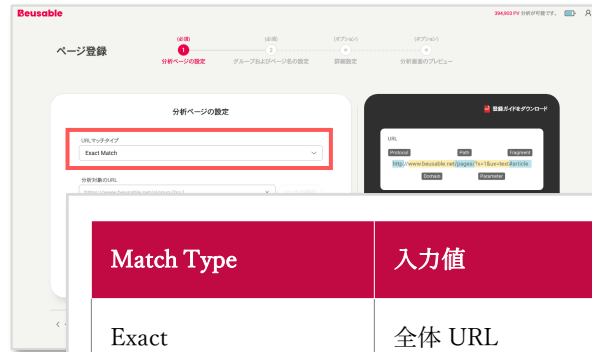 Beusable
394,903 PV 分析が可能です。
ページ登録
(必須) (必須) (オプション) (オプション)
1 2
分析ページの設定 グループおよびページ名の設定 詳細設定 分析画面のプレビュー
分析ページの設定
URLマッチタイプ
Exact Match
分析対象のURL
登録ガイドをダウンロード
URL
Protocol Path Fragment
http://www.beusable.net/pages/?s=1&ux=text#article
Domain Parameter
Match Type 入力値
Exact 全体 URL